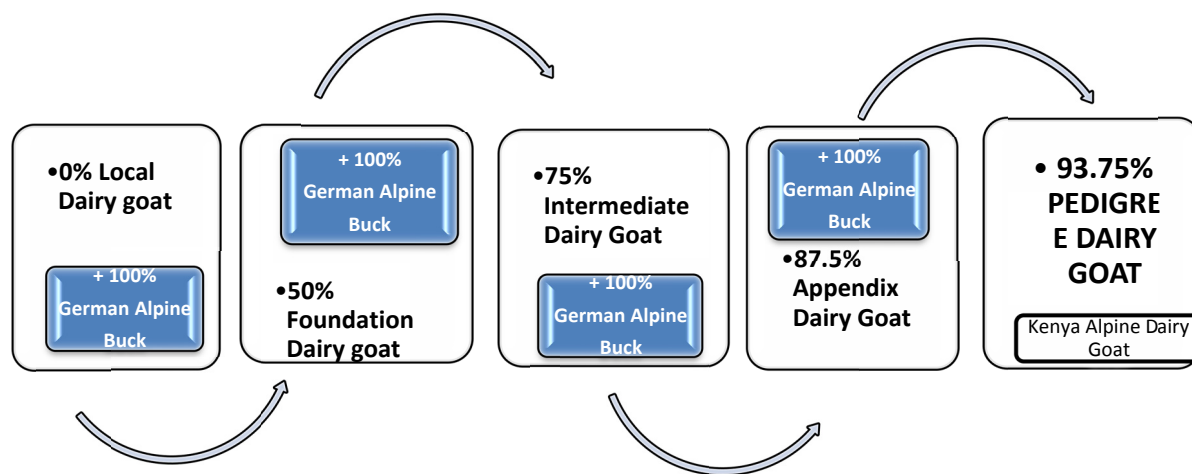 •0% Local
Dairy goat
+ 100%
German Alpine
Buck
+ 100%
German Alpine
Buck
•50%
Foundation
Dairy goat
•75%
Intermediate
Dairy Goat
+ 100%
German Alpine
Buck
+ 100%
German Alpine
Buck
•87.5%
Appendix
Dairy Goat
• 93.75%
PEDIGRE
E DAIRY
GOAT
Kenya Alpine Dairy
Goat